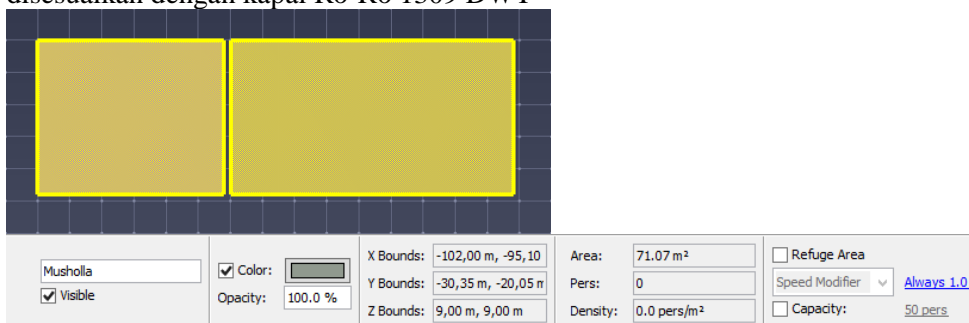 disesuaikan dengan kapal Ro-Ro 1309 DWT
X Bounds: -102,00 m, -95,10 Area: 71.07 m² Refuge Area
Musholla Color: Speed Modifier Always 1.0
Visible Opacity: 100.0 % Y Bounds: -30,35 m, -20,05 m Pers: 0
Z Bounds: 9,00 m, 9,00 m Density: 0.0 pers/m² Capacity: 50 pers